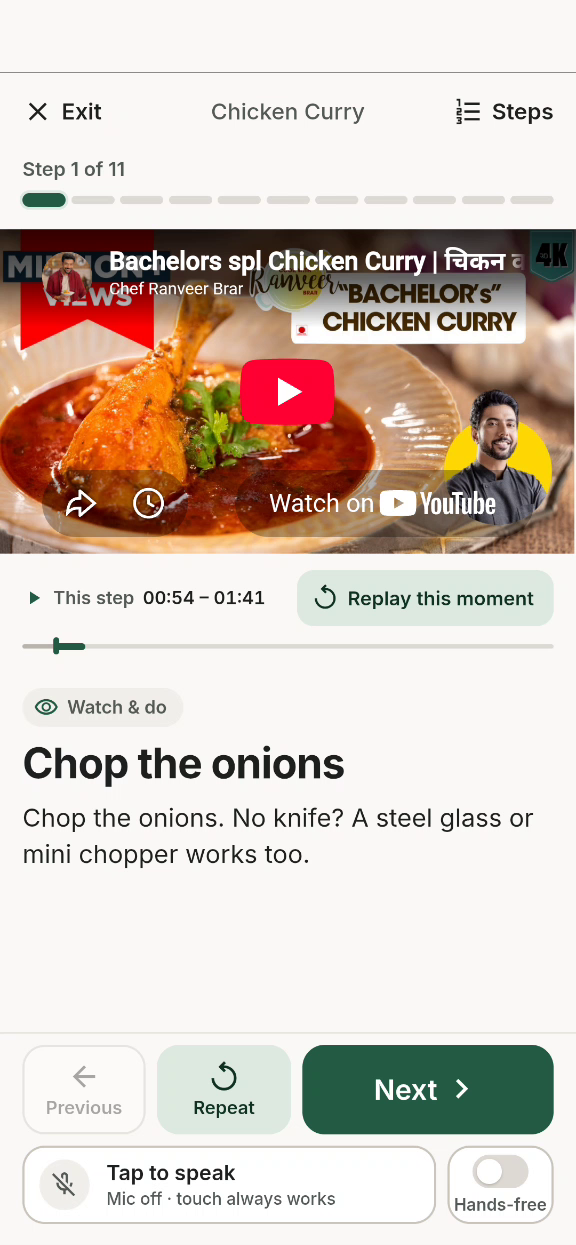 Exit
Chicken Curry
Steps
Step 1 of 11
Bachelors spl Chicken Curry | चिकन
Chef Ranveer Brar
4K
VIEWS
Ranveer
BRAR
"BACHELOR's"
CHICKEN CURRY
Watch on YouTube
This step 00:54 – 01:41
Replay this moment
Watch & do
Chop the onions
Chop the onions. No knife? A steel glass or
mini chopper works too.
Previous
Repeat
Next
Tap to speak
Mic off · touch always works
Hands-free